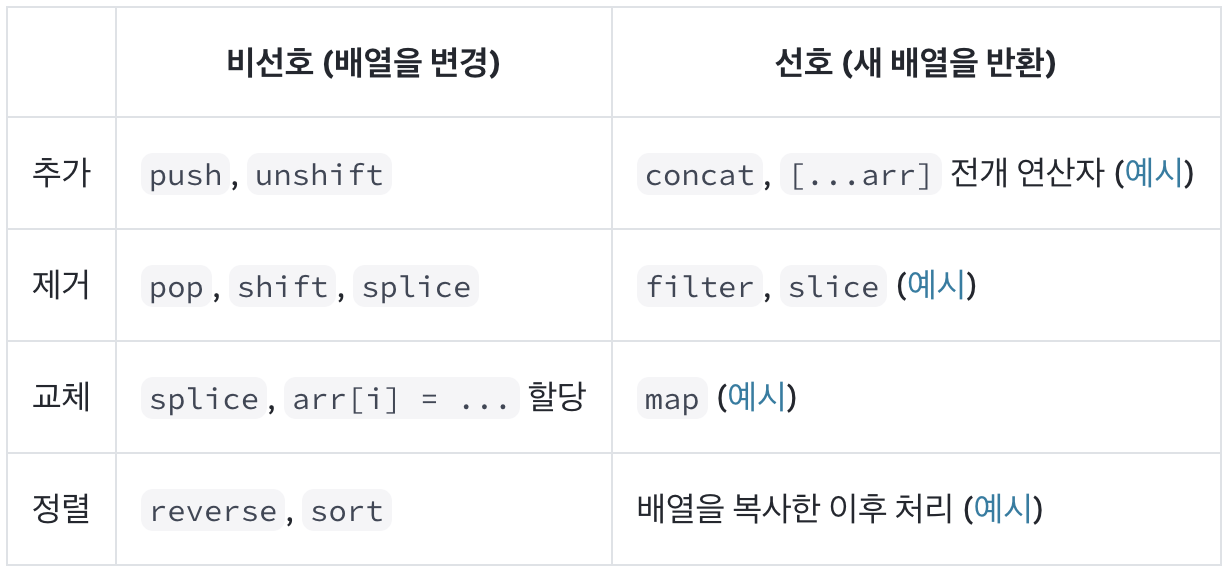 비선호 (배열을 변경) 선호 (새 배열을 반환)
추가 push, unshift concat, [...arr] 전개 연산자 (예시)
제거 pop, shift, splice filter, slice (예시)
교체 splice, arr[i] = ... 할당 map (예시)
정렬 reverse, sort 배열을 복사한 이후 처리 (예시)